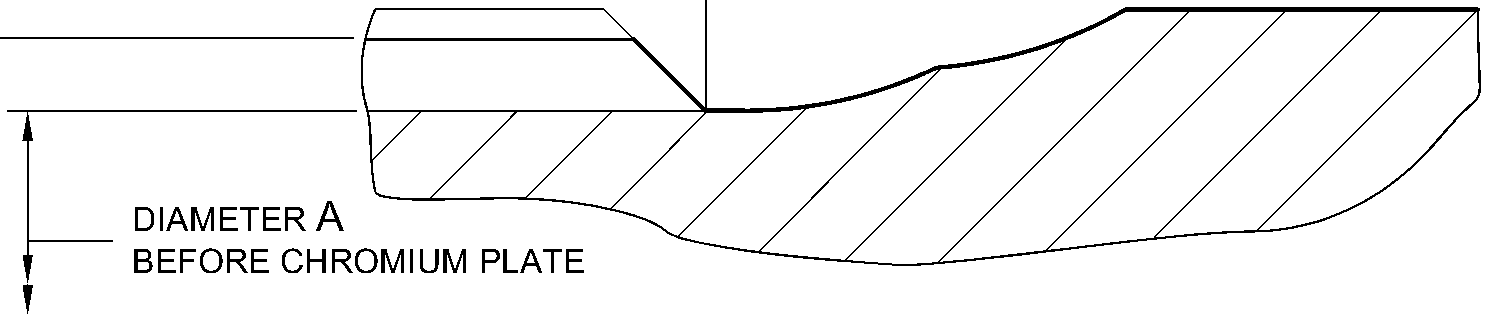 DIAMETER A
BEFORE CHROMIUM PLATE